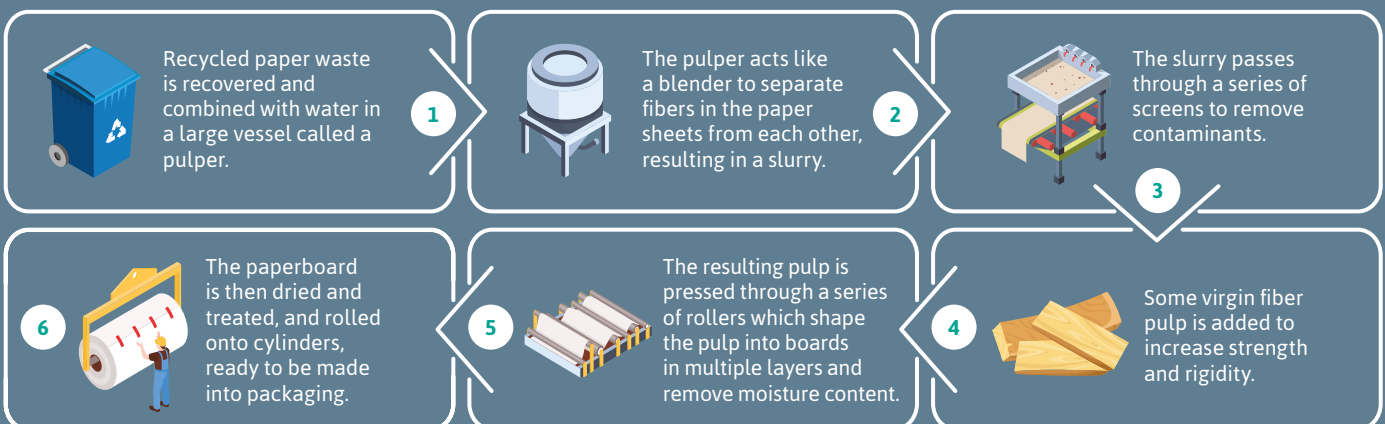 Recycled paper waste
is recovered and
combined with water in
a large vessel called a
pulper.
1
The pulper acts like
a blender to separate
fibers in the paper
sheets from each other,
resulting in a slurry.
2
The slurry passes
through a series of
screens to remove
contaminants.
3
Some virgin fiber
pulp is added to
increase strength
and rigidity.
4
The resulting pulp is
pressed through a series
of rollers which shape
the pulp into boards
in multiple layers and
remove moisture content.
5
The paperboard
is then dried and
treated, and rolled
onto cylinders,
ready to be made
into packaging.
6